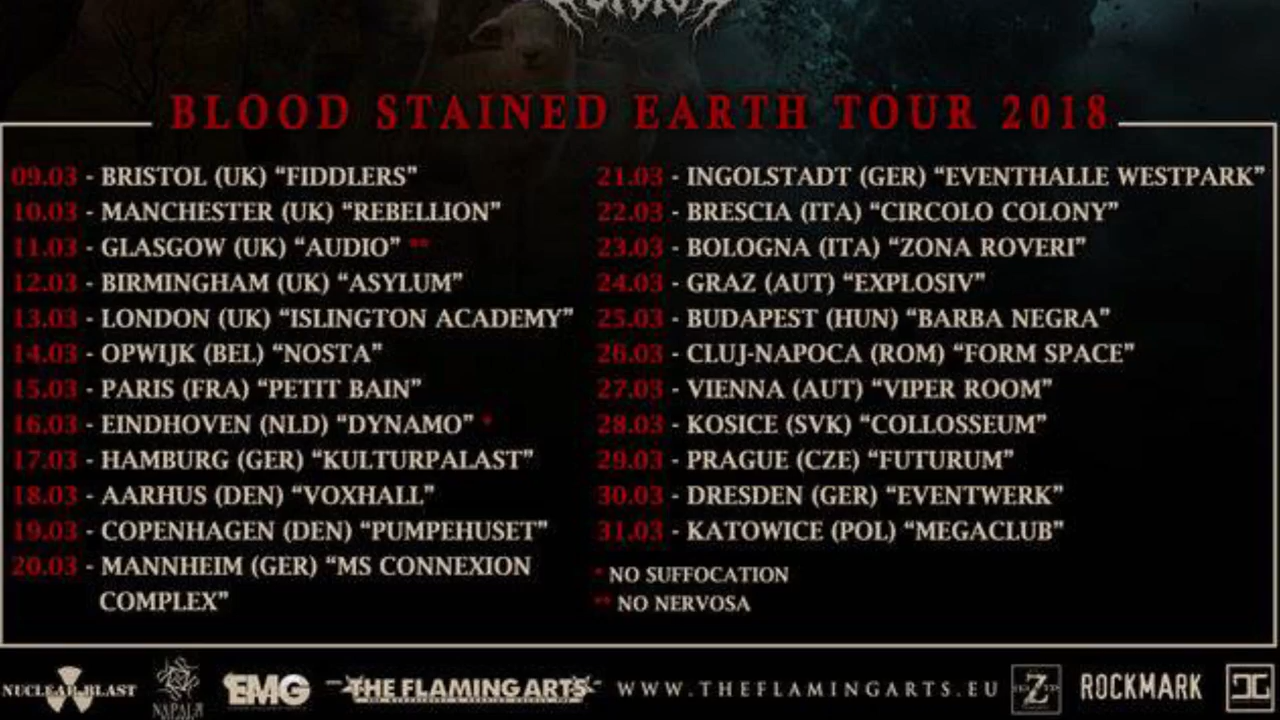 BLOOD STAINED EARTH TOUR 2018
09.03 - BRISTOL (UK) “FIDDLERS”
10.03 - MANCHESTER (UK) “REBELLION”
11.03 - GLASGOW (UK) “AUDIO” **
12.03 - BIRMINGHAM (UK) “ASYLUM”
13.03 - LONDON (UK) “ISLINGTON ACADEMY”
14.03 - OPWIJK (BEL) “NOSTA”
15.03 - PARIS (FRA) “PETIT BAIN”
16.03 - EINDHOVEN (NLD) “DYNAMO” *
17.03 - HAMBURG (GER) “KULTURPALAST”
18.03 - AARHUS (DEN) “VOXHALL”
19.03 - COPENHAGEN (DEN) “PUMPEHUSET”
20.03 - MANNHEIM (GER) “MS CONNEXION
COMPLEX”
21.03 - INGOLSTADT (GER) “EVENTHALLE WESTPARK”
22.03 - BRESCIA (ITA) “CIRCOLO COLONY”
23.03 - BOLOGNA (ITA) “ZONA ROVERI”
24.03 - GRAZ (AUT) “EXPLOSIV”
25.03 - BUDAPEST (HUN) “BARBA NEGRA”
26.03 - CLUJ-NAPOCA (ROM) “FORM SPACE”
27.03 - VIENNA (AUT) “VIPER ROOM”
28.03 - KOSICE (SVK) “COLLOSSEUM”
29.03 - PRAGUE (CZE) “FUTURUM”
30.03 - DRESDEN (GER) “EVENTWERK”
31.03 - KATOWICE (POL) “MEGACLUB”
* NO SUFFOCATION
** NO NERVOSA
NUCLEAR BLAST
NAPALM
EMG
THE FLAMING ARTS
WWW.THEFLAMINGARTS.EU
ROCKMARK